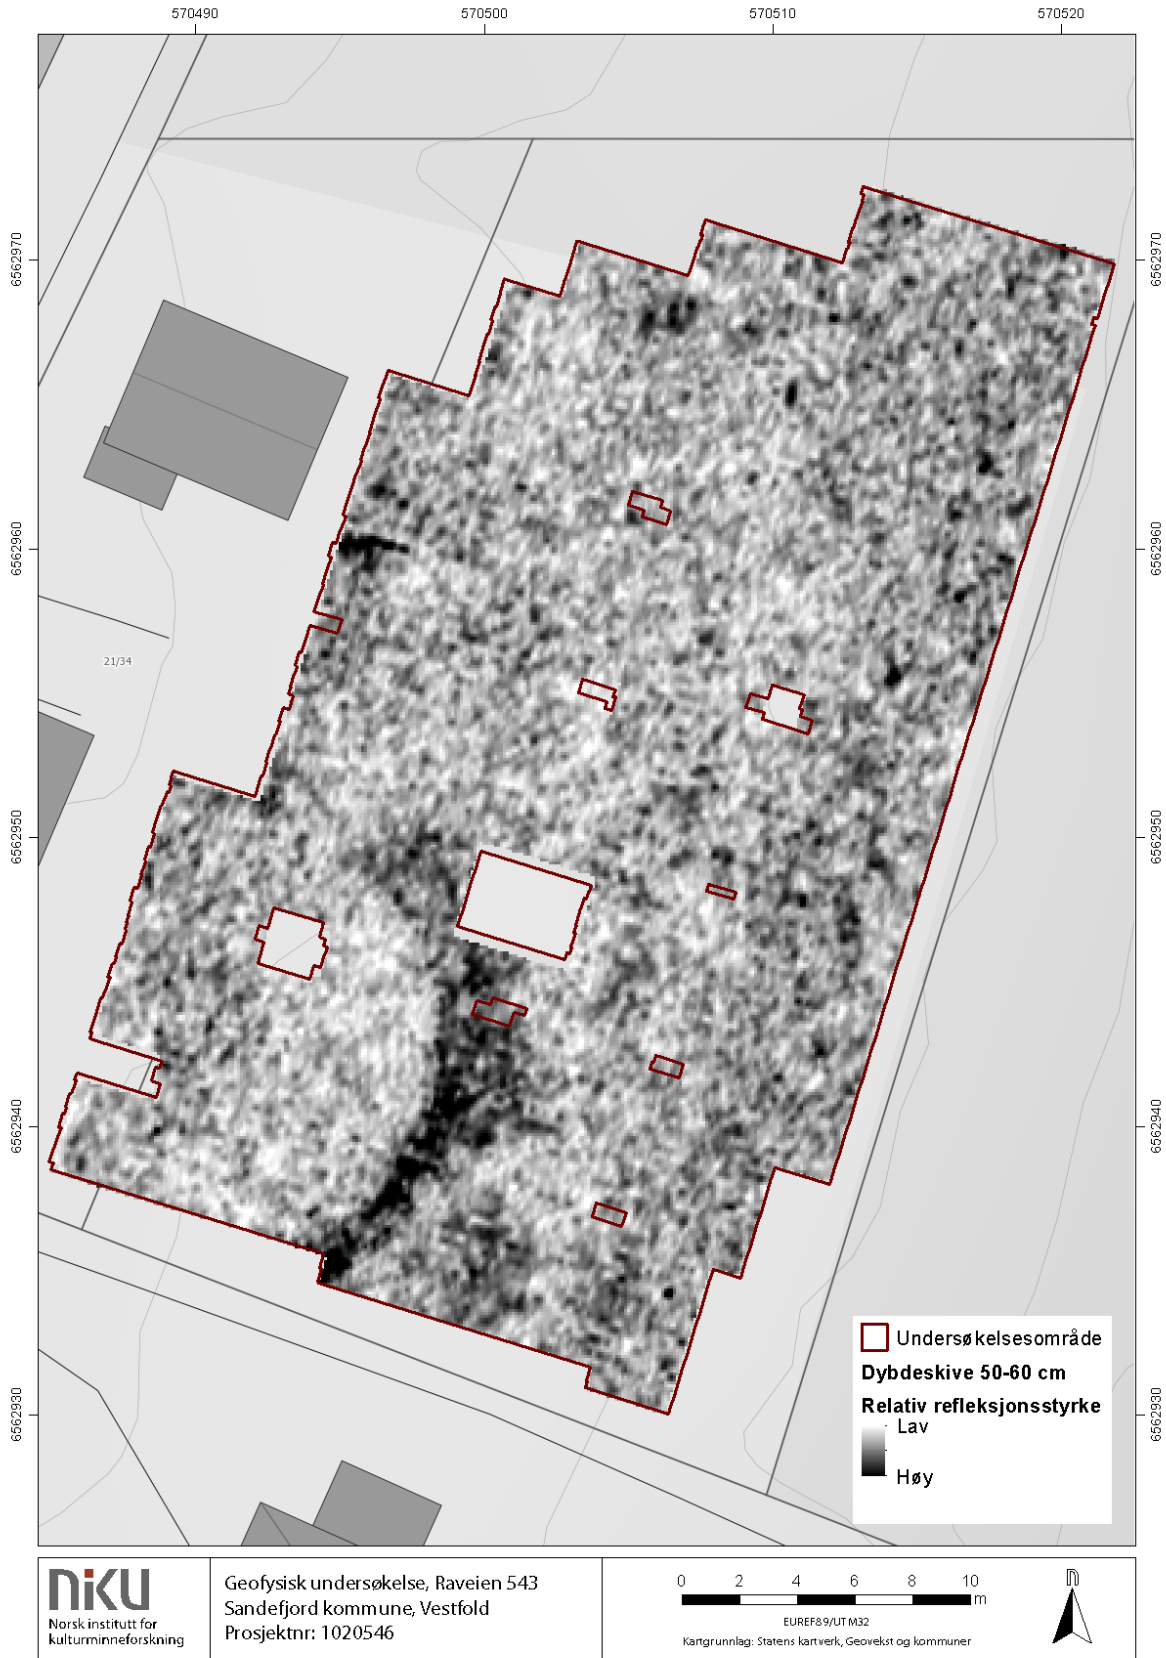 570490 570500 570510 570520
6562970 6562970
6562960 6562960
21/34
6562950 6562950
6562940 6562940
6562930 6562930
Undersøkelsesområde
Dybdeskive 50-60 cm
Relativ refleksjonsstyrke
Lav
Høy
niKU
Norsk institutt for
kulturminneforskning
Geofysisk undersøkelse, Raveien 543
Sandefjord kommune, Vestfold
Prosjektnr: 1020546
0 2 4 6 8 10
m
EUREF89/UTM32
Kartgrunnlag: Statens kartverk, Geovekst og kommuner
n